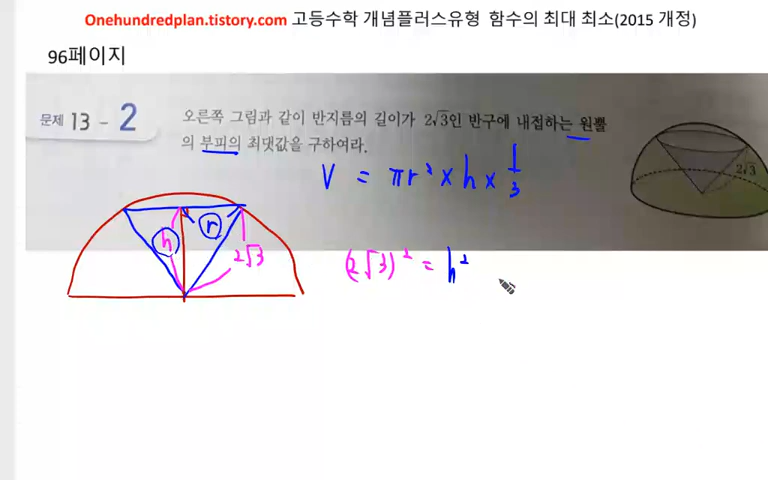 Onehundredplan.tistory.com 고등수학 개념플러스유형 함수의 최대 최소(2015 개정)
96페이지
문제 13 - 2
오른쪽 그림과 같이 반지름의 길이가 2√3인 반구에 내접하는 원뿔
의 부피의 최댓값을 구하여라.
2√3
V = πr² × h × 1/3
h r
2√3
(2√3)² = h²